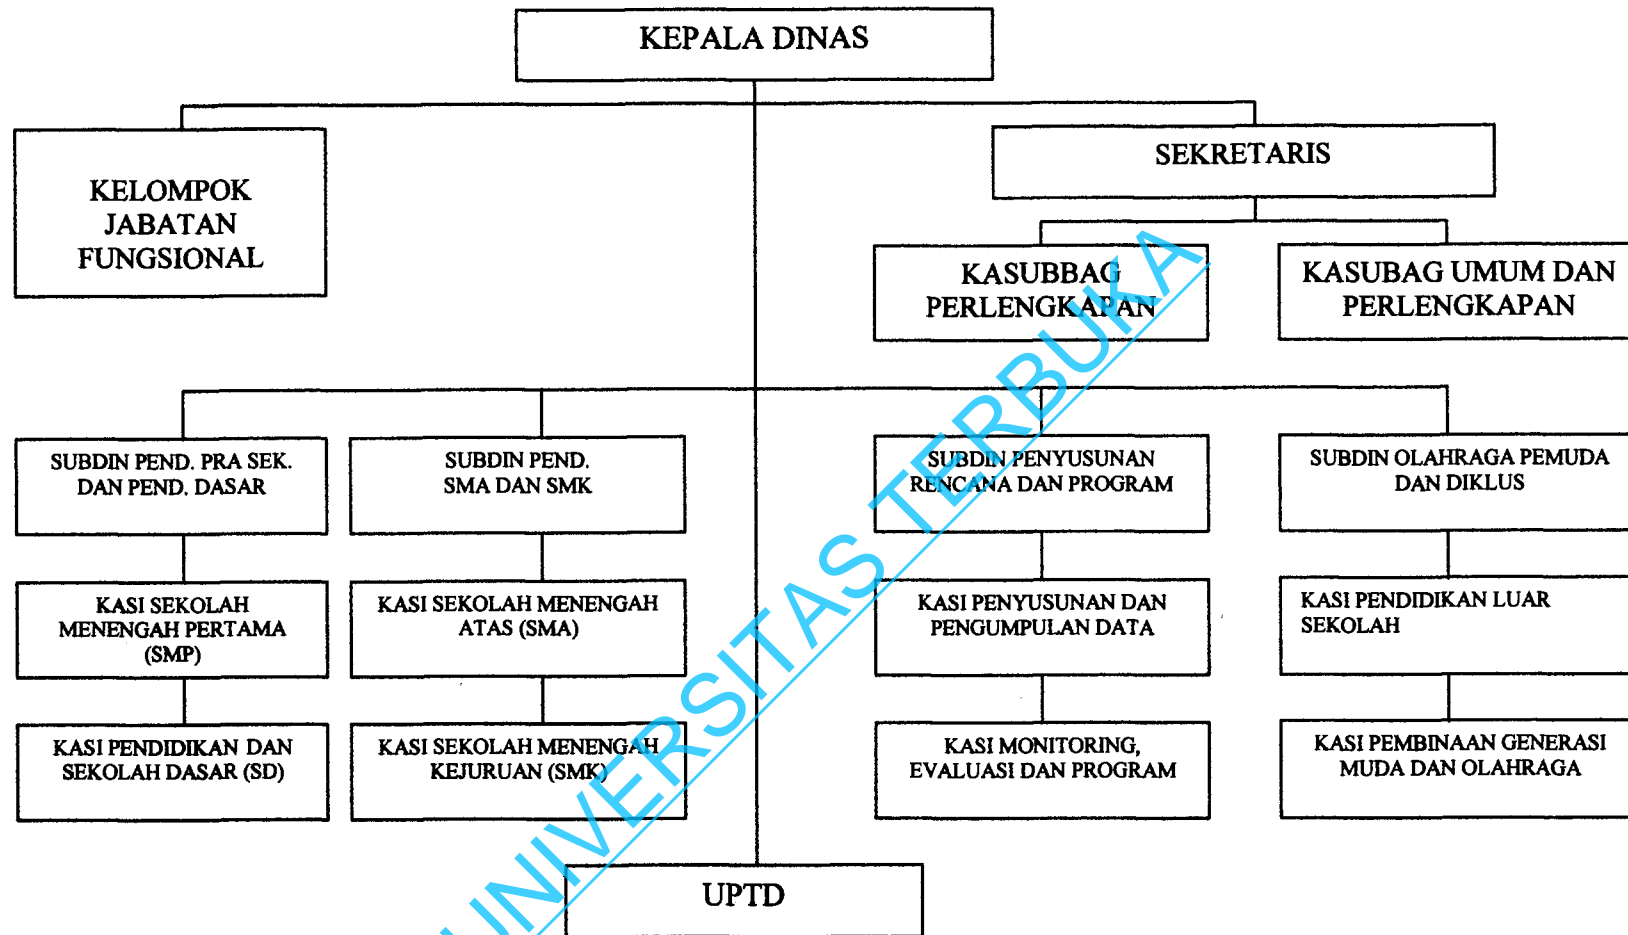 KEPALA DINAS
KELOMPOK
JABATAN
FUNGSIONAL
SEKRETARIS
KASUBBAG
PERLENGKAPAN
KASUBAG UMUM DAN
PERLENGKAPAN
SUBDIN PEND. PRA SEK.
DAN PEND. DASAR
SUBDIN PEND.
SMA DAN SMK
SUBDIN PENYUSUNAN
RENCANA DAN PROGRAM
SUBDIN OLAHRAGA PEMUDA
DAN DIKLUS
KASI SEKOLAH
MENENGAH PERTAMA
(SMP)
KASI SEKOLAH MENENGAH
ATAS (SMA)
KASI PENYUSUNAN DAN
PENGUMPULAN DATA
KASI PENDIDIKAN LUAR
SEKOLAH
KASI PENDIDIKAN DAN
SEKOLAH DASAR (SD)
KASI SEKOLAH MENENGAH
KEJURUAN (SMK)
KASI MONITORING,
EVALUASI DAN PROGRAM
KASI PEMBINAAN GENERASI
MUDA DAN OLAHRAGA
UPTD
UNIVERSITAS TERBUKA